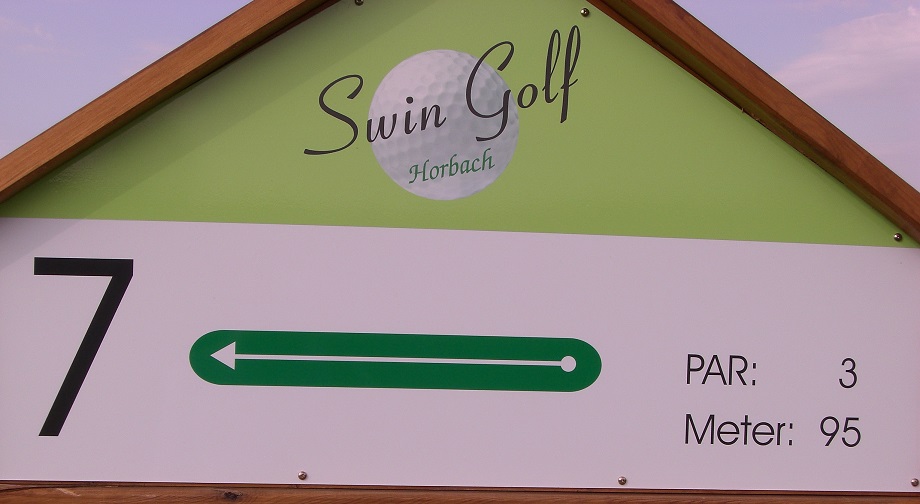 Swin Golf
Horbach
7
PAR: 3
Meter: 95